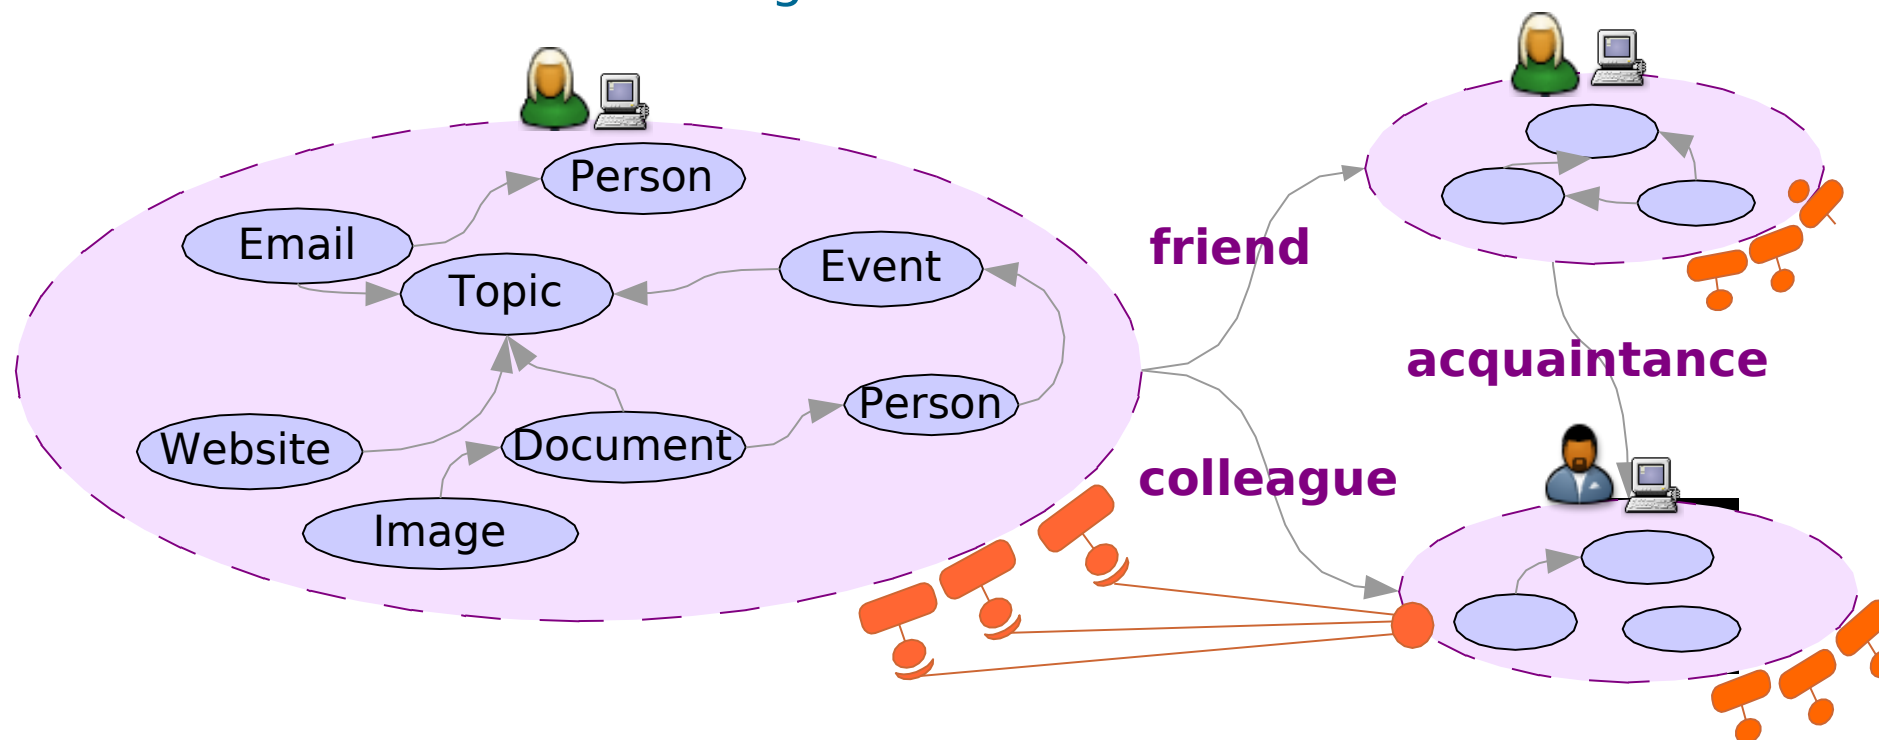 Person
Email
Topic
Event
Website
Document
Person
Image
friend
acquaintance
colleague